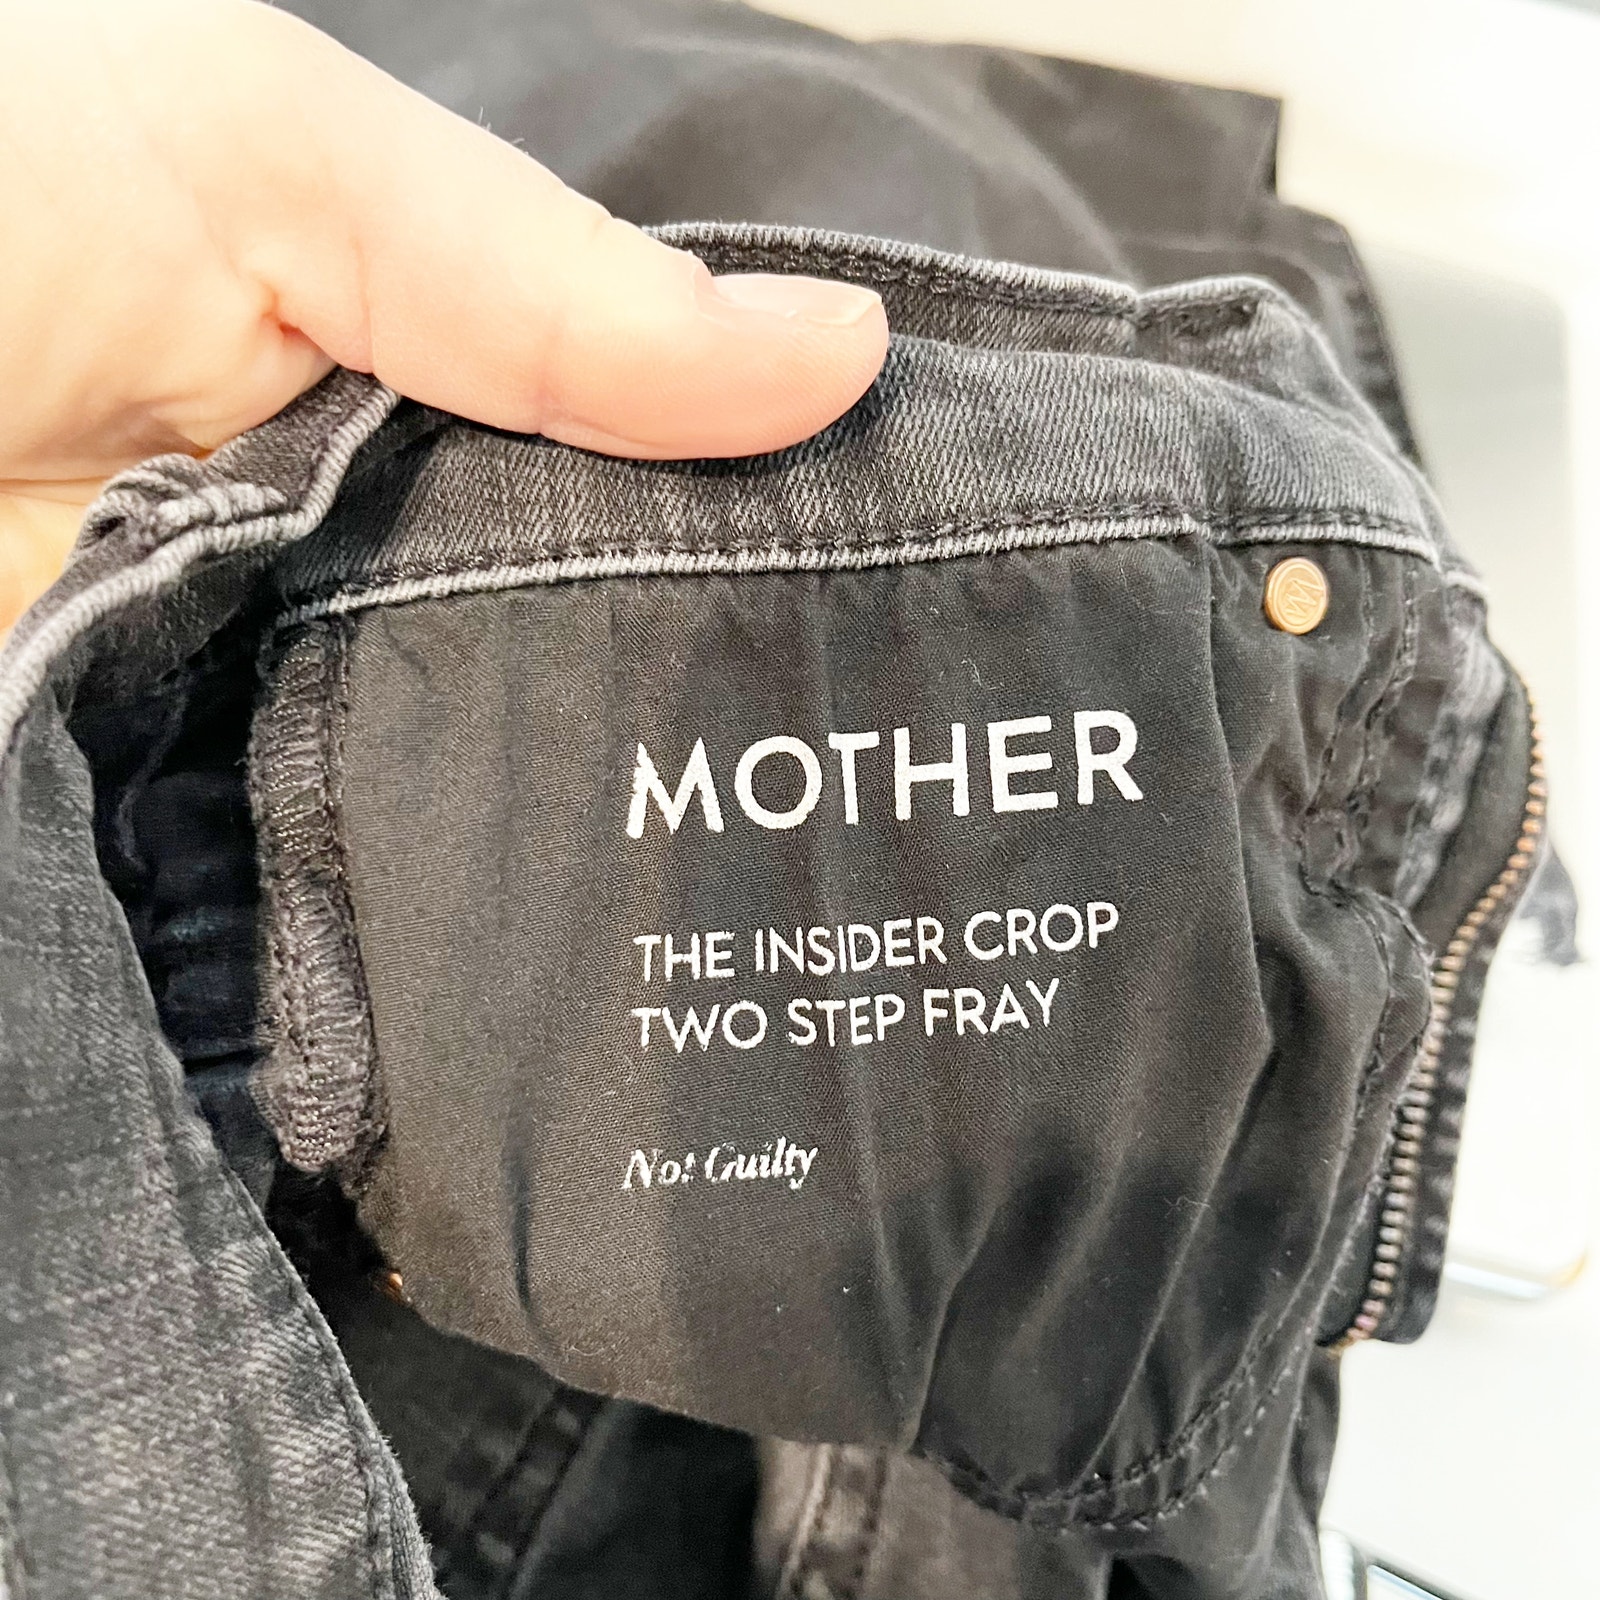 MOTHER
THE INSIDER CROP
TWO STEP FRAY
Not Guilty